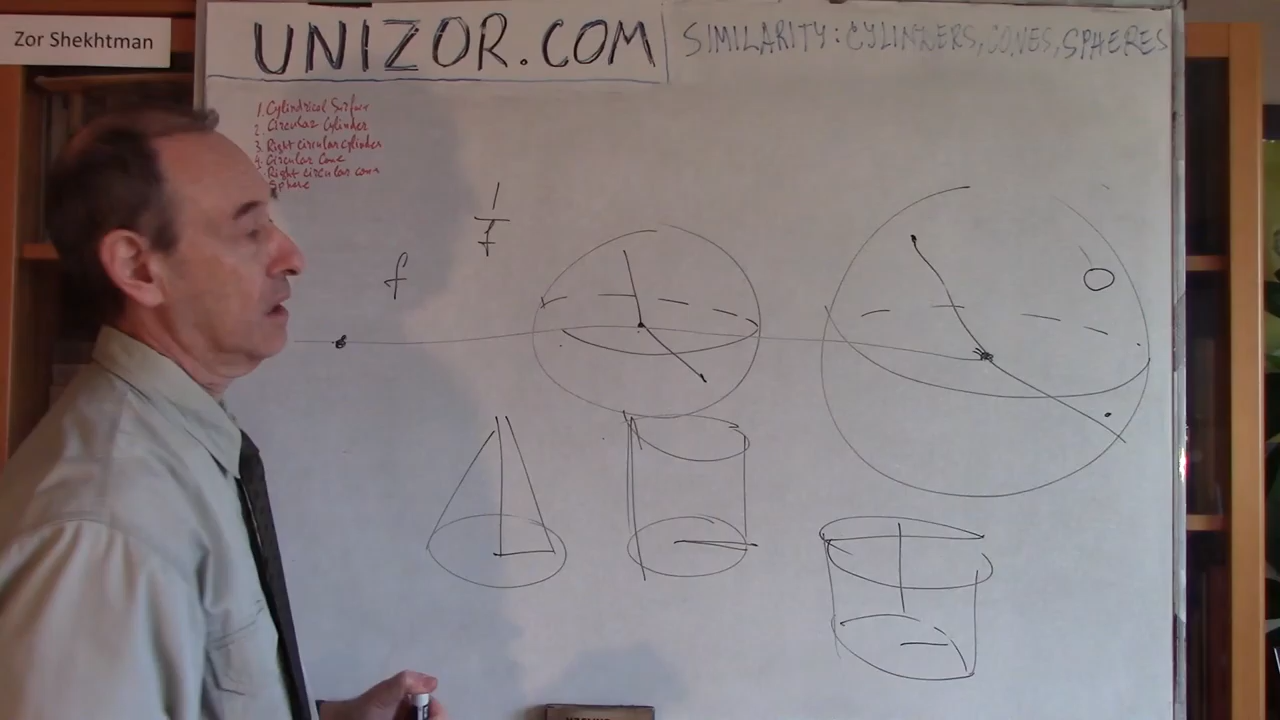 Zor Shekhtman
UNIZOR.COM
SIMILARITY: CYLINDERS, CONES, SPHERES
1. Cylindrical Surface
2. Circular Cylinder
3. Right circular cylinder
4. Circular Cone
Right circular cone
Sphere
1
f
f